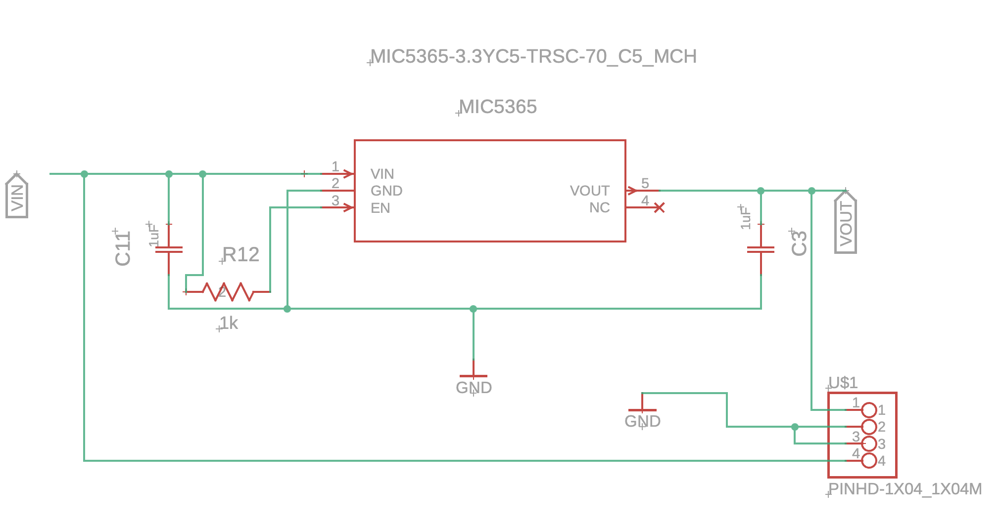 MIC5365-3.3YC5-TRSC-70_C5_MCH
MIC5365
VIN
1
VIN
2
GND
3
EN
5
VOUT
4
NC
VOUT
C11
1uF
R12
2
1k
1uF
C3
GND
GND
U$1
1
1
2
3
3
4
4
PINHD-1X04_1X04M